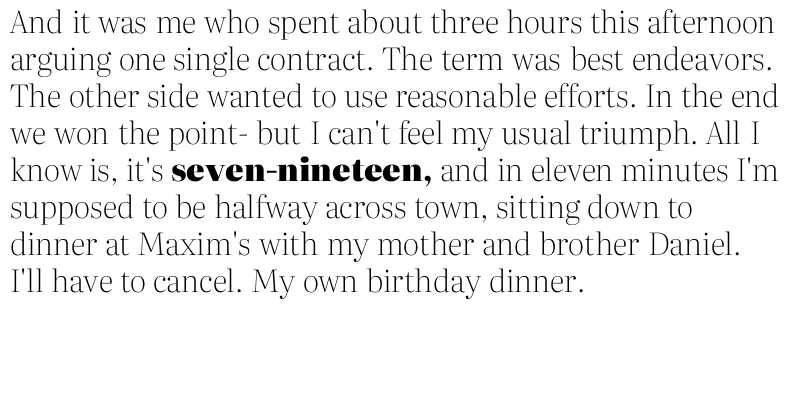 And it was me who spent about three hours this afternoon
arguing one single contract. The term was best endeavors.
The other side wanted to use reasonable efforts. In the end
we won the point- but I can't feel my usual triumph. All I
know is, it's seven-nineteen, and in eleven minutes I'm
supposed to be halfway across town, sitting down to
dinner at Maxim's with my mother and brother Daniel.
I'll have to cancel. My own birthday dinner.